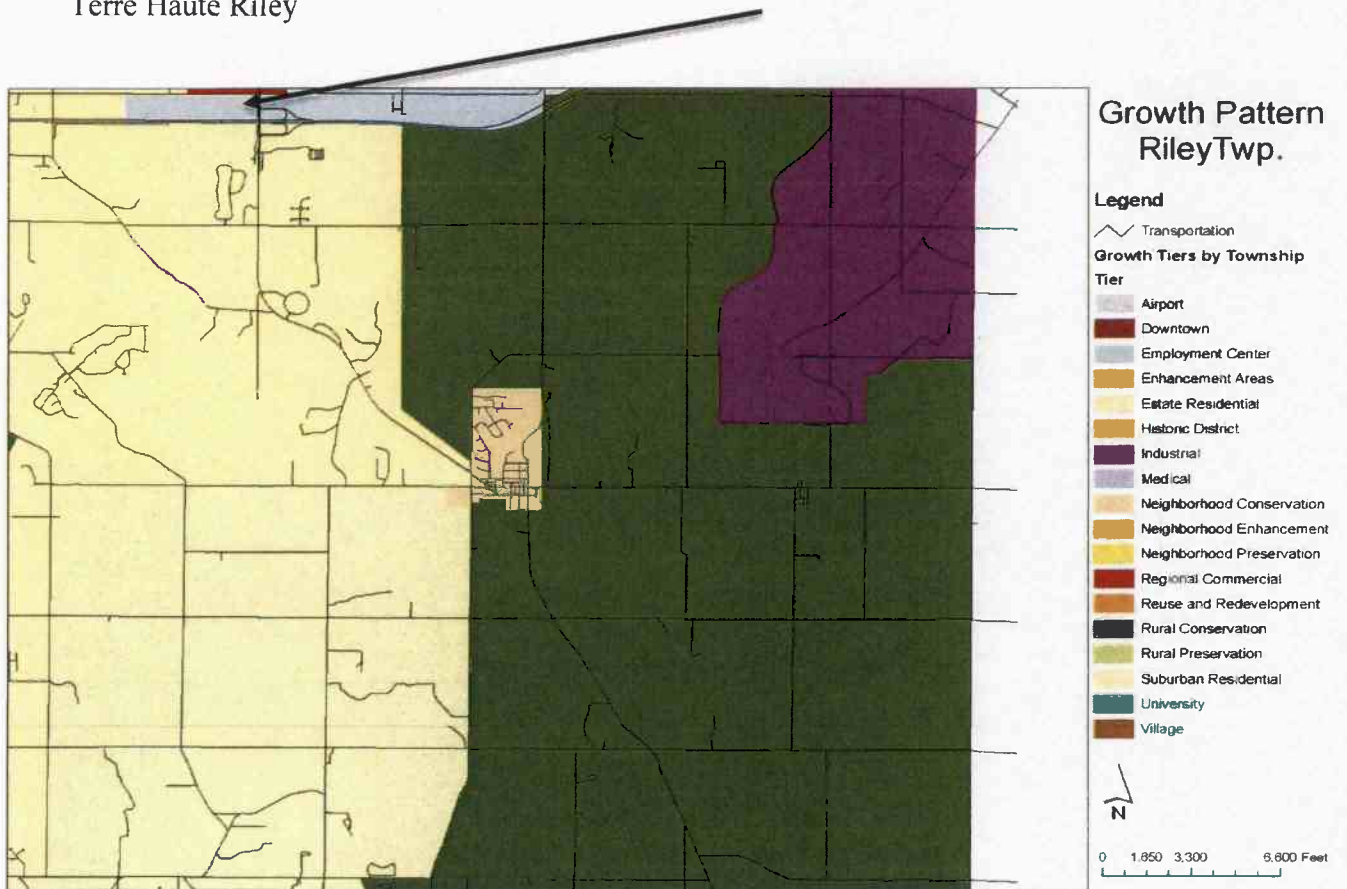 Terre Haute Riley
Growth Pattern
RileyTwp.
Legend
Transportation
Growth Tiers by Township
Tier
Airport
Downtown
Employment Center
Enhancement Areas
Estate Residential
Historic District
Industrial
Medical
Neighborhood Conservation
Neighborhood Enhancement
Neighborhood Preservation
Regional Commercial
Reuse and Redevelopment
Rural Conservation
Rural Preservation
Suburban Residential
University
Village
N
0 1,650 3,300 6,600 Feet